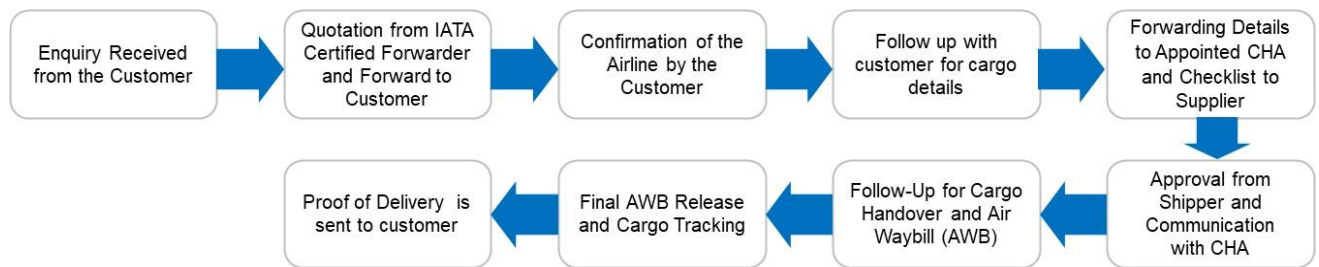 Enquiry Received
from the Customer
Quotation from IATA
Certified Forwarder
and Forward to
Customer
Confirmation of the
Airline by the
Customer
Follow up with
customer for cargo
details
Forwarding Details
to Appointed CHA
and Checklist to
Supplier
Approval from
Shipper and
Communication
with CHA
Follow-Up for Cargo
Handover and Air
Waybill (AWB)
Final AWB Release
and Cargo Tracking
Proof of Delivery is
sent to customer